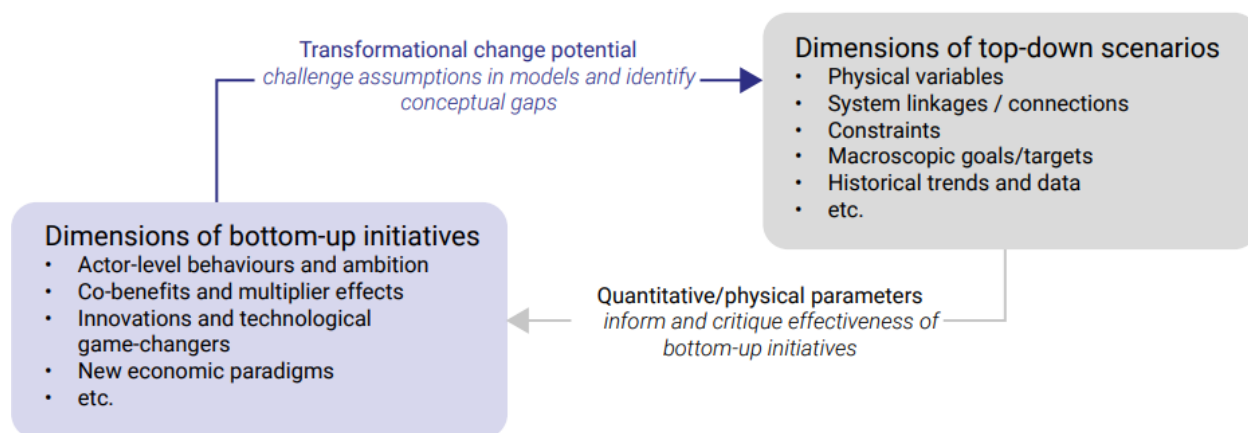 Transformational change potential
challenge assumptions in models and identify
conceptual gaps
Dimensions of top-down scenarios
• Physical variables
• System linkages / connections
• Constraints
• Macroscopic goals/targets
• Historical trends and data
• etc.
Dimensions of bottom-up initiatives
• Actor-level behaviours and ambition
• Co-benefits and multiplier effects
• Innovations and technological
game-changers
• New economic paradigms
• etc.
Quantitative/physical parameters
inform and critique effectiveness of
bottom-up initiatives